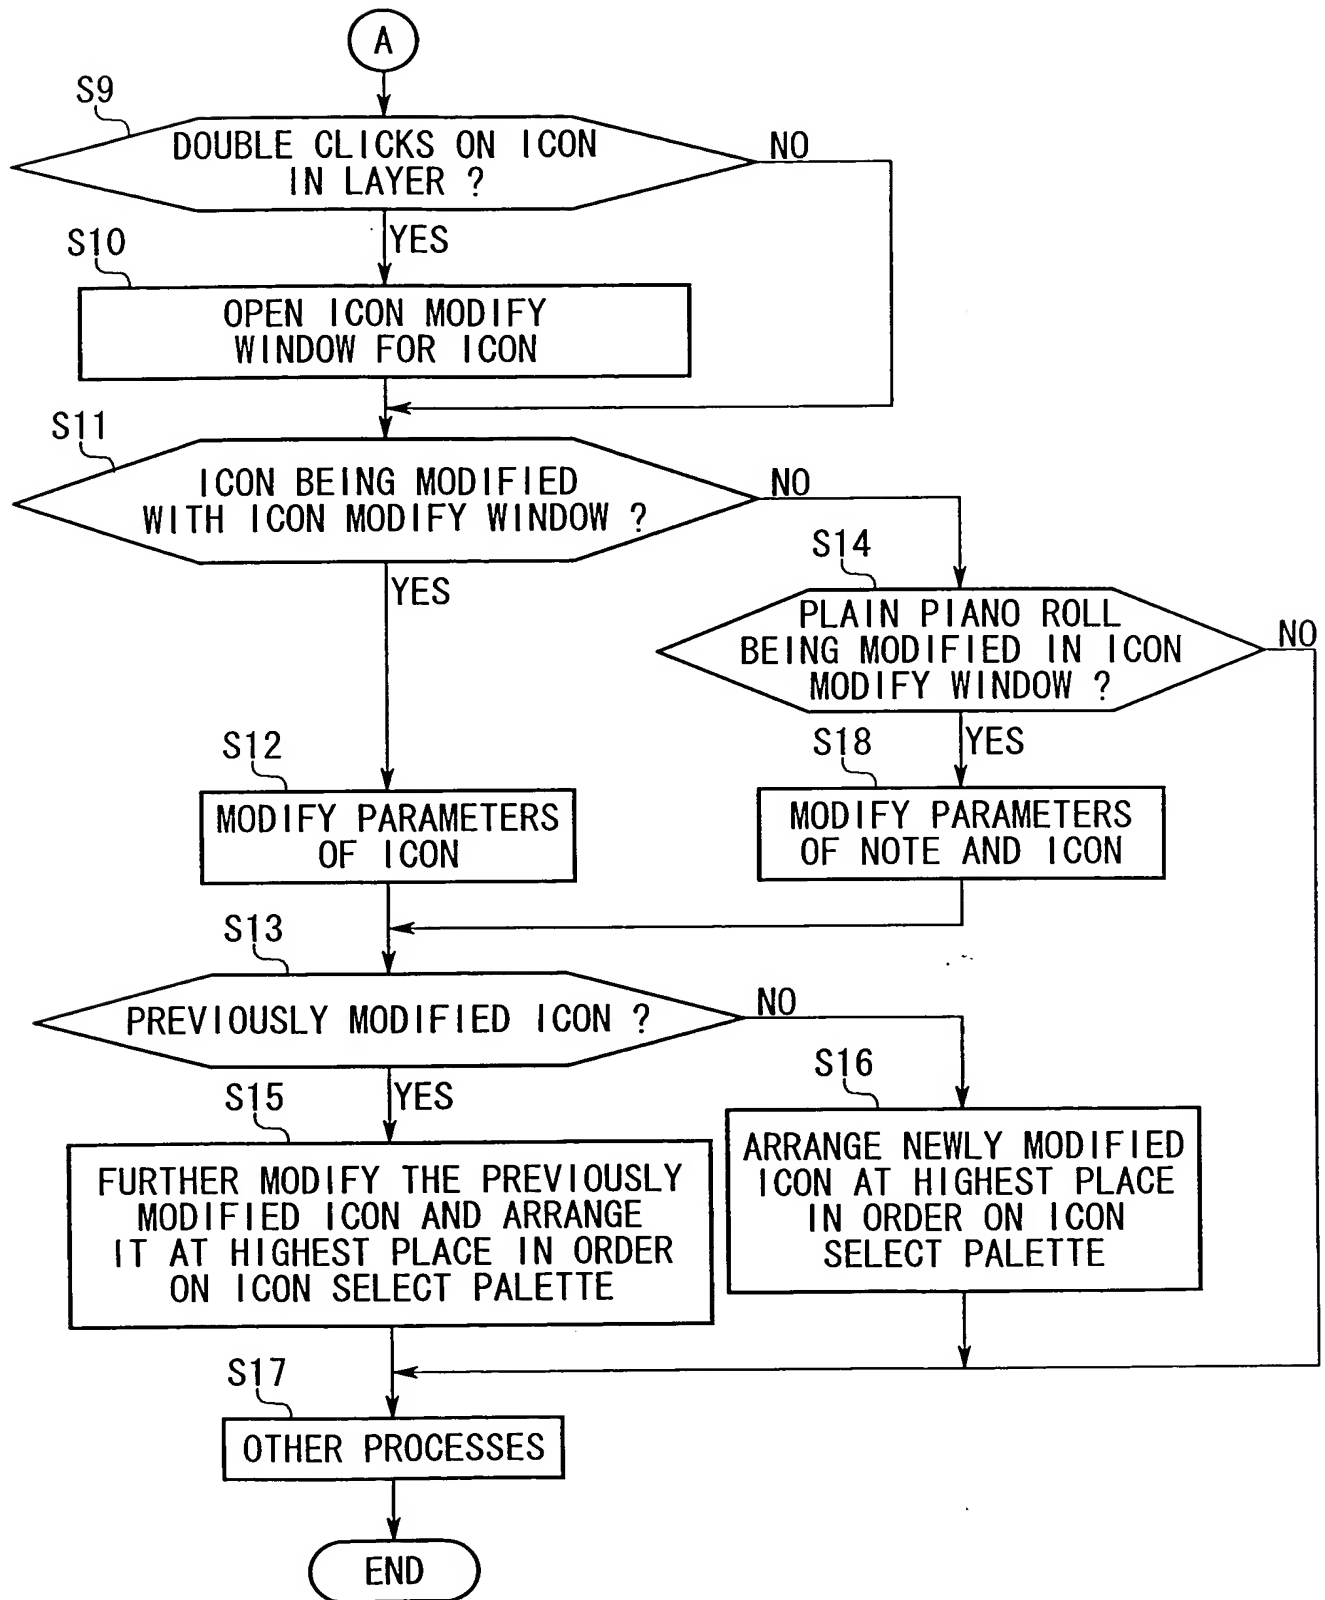 A
S9
DOUBLE CLICKS ON ICON
IN LAYER ?
NO
YES
S10
OPEN ICON MODIFY
WINDOW FOR ICON
S11
ICON BEING MODIFIED
WITH ICON MODIFY WINDOW ?
NO
YES
S14
PLAIN PIANO ROLL
BEING MODIFIED IN ICON
MODIFY WINDOW ?
NO
YES
S12
MODIFY PARAMETERS
OF ICON
S18
MODIFY PARAMETERS
OF NOTE AND ICON
S13
PREVIOUSLY MODIFIED ICON ?
NO
YES
S15
FURTHER MODIFY THE PREVIOUSLY
MODIFIED ICON AND ARRANGE
IT AT HIGHEST PLACE IN ORDER
ON ICON SELECT PALETTE
S16
ARRANGE NEWLY MODIFIED
ICON AT HIGHEST PLACE
IN ORDER ON ICON
SELECT PALETTE
S17
OTHER PROCESSES
END